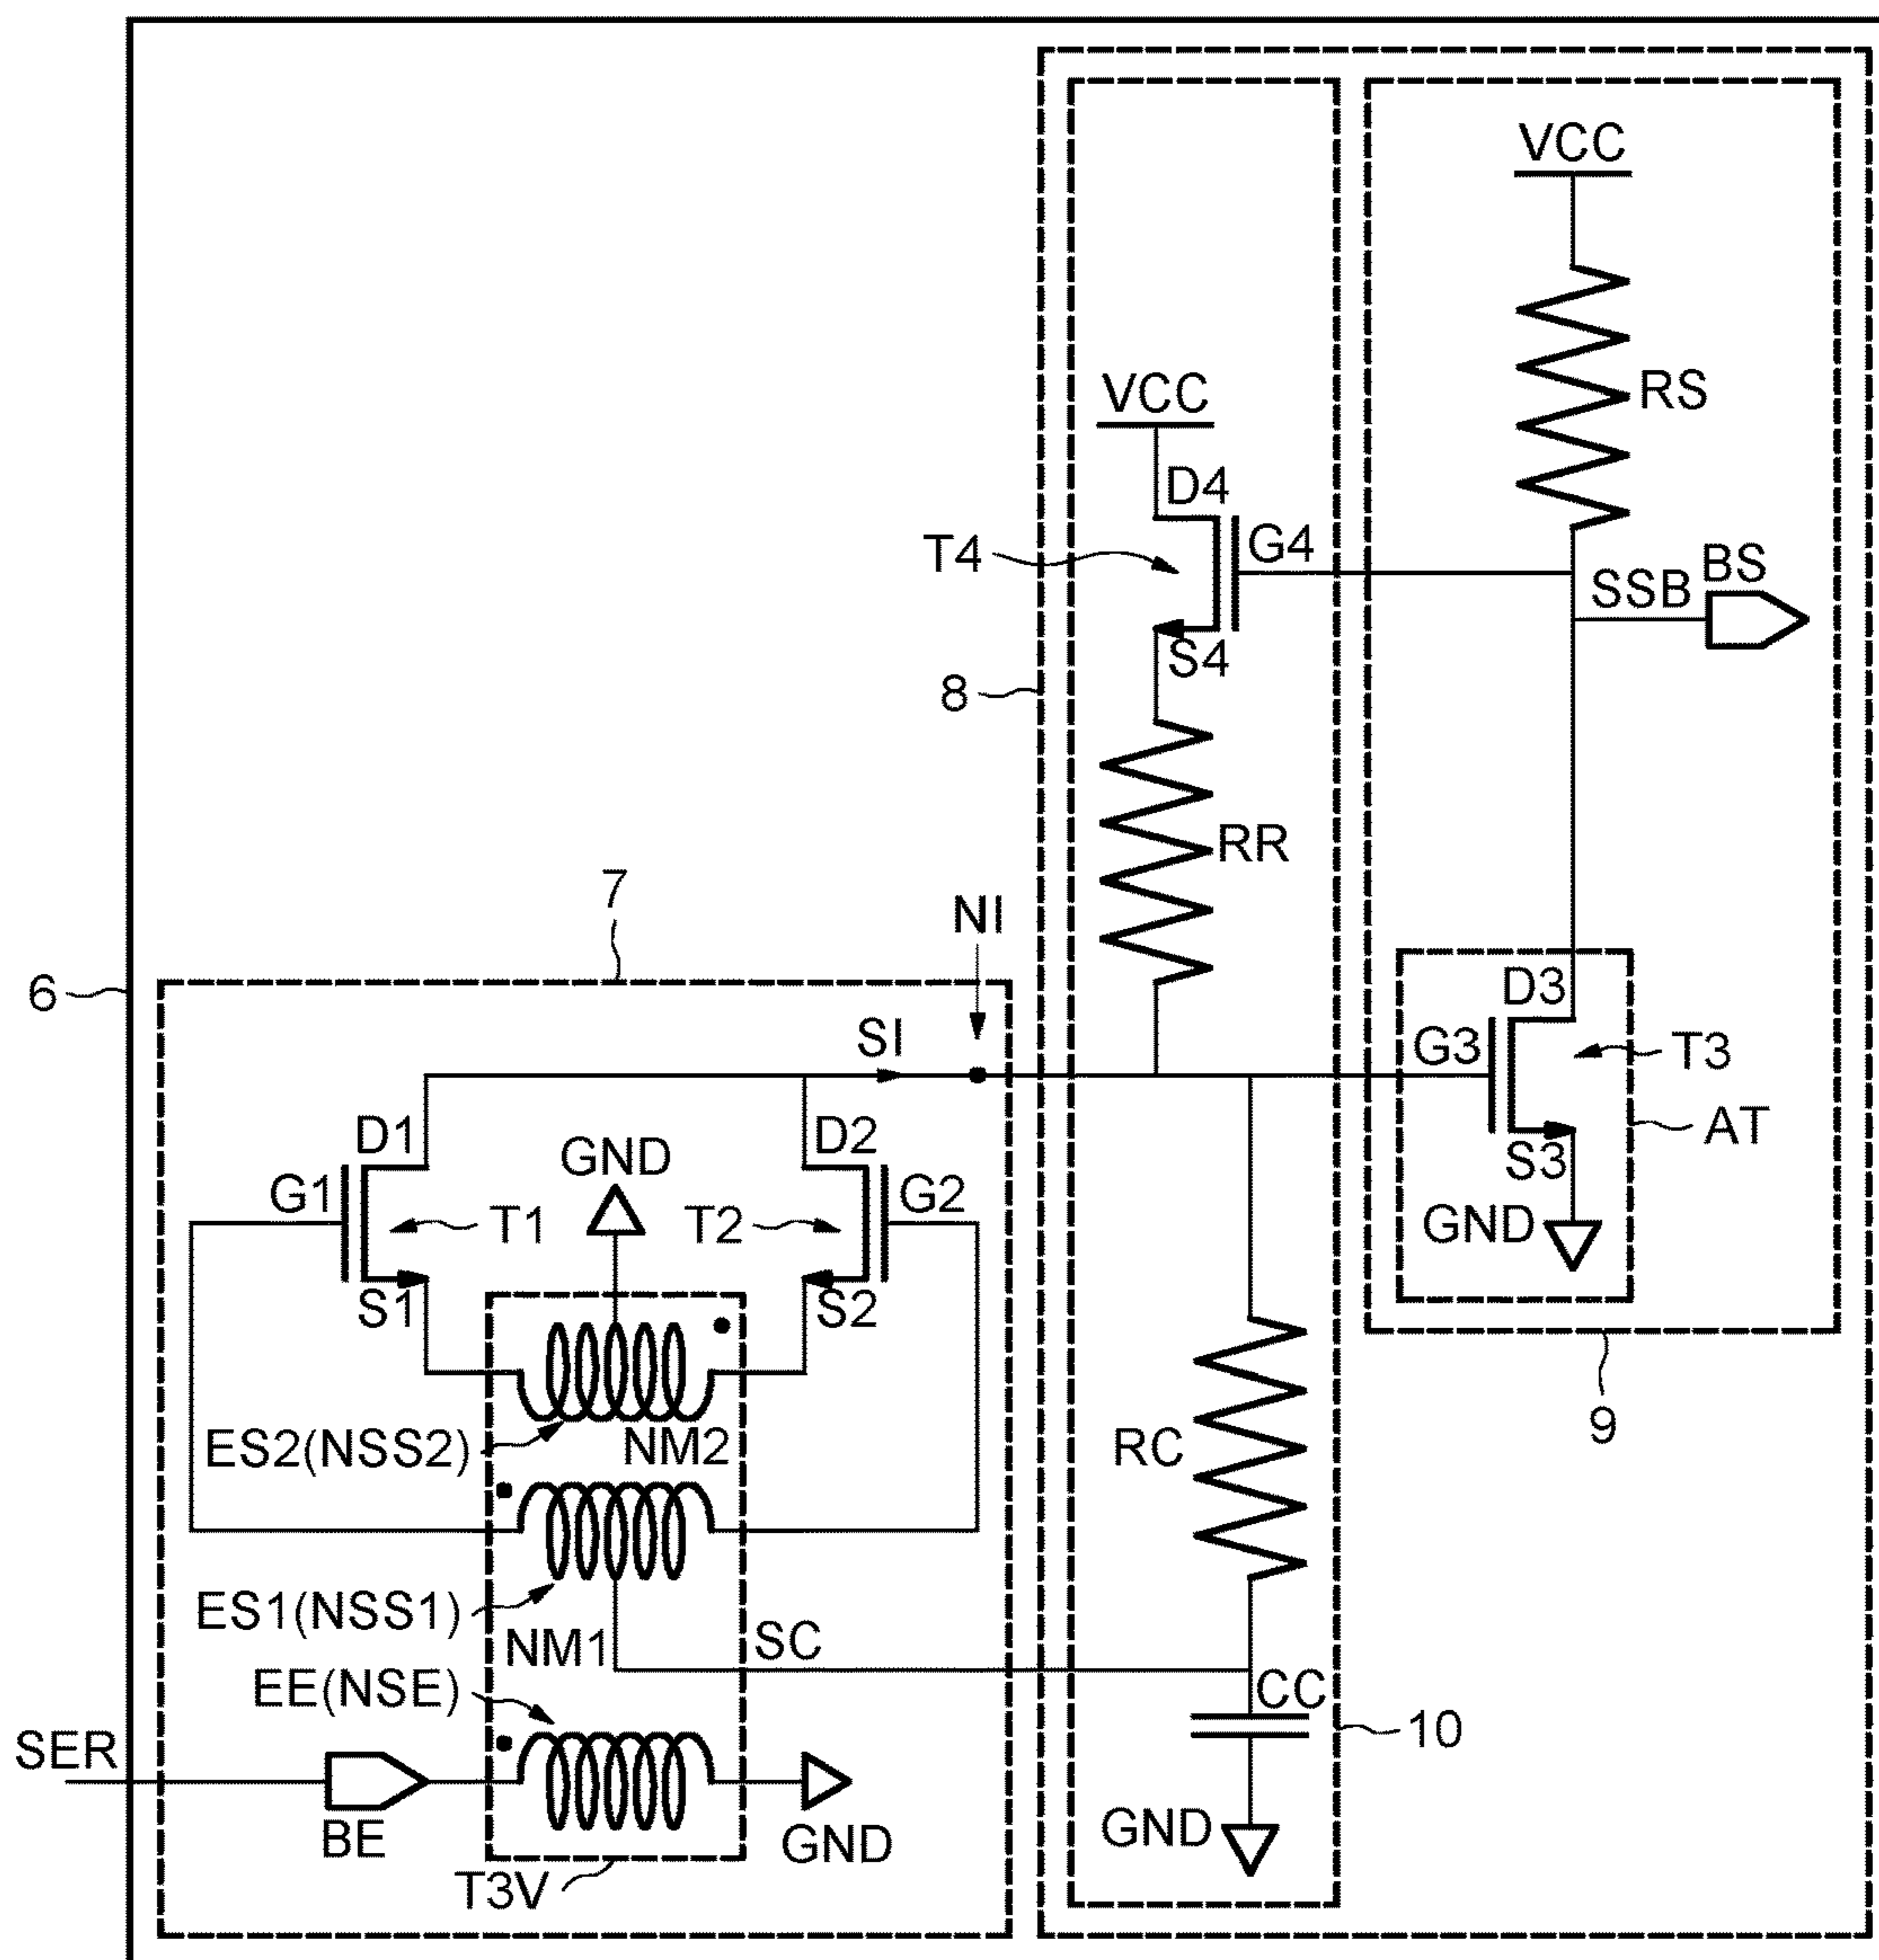 VCC
VCC
RS
D4
T4
G4
SSB
BS
S4
8
RR
7
NI
6
D3
SI
G3
T3
D1
D2
GND
AT
G1
T1
T2
G2
S3
GND
S1
S2
9
ES2(NSS2)
NM2
RC
ES1(NSS1)
NM1
SC
EE(NSE)
CC
10
SER
BE
GND
GND
T3V